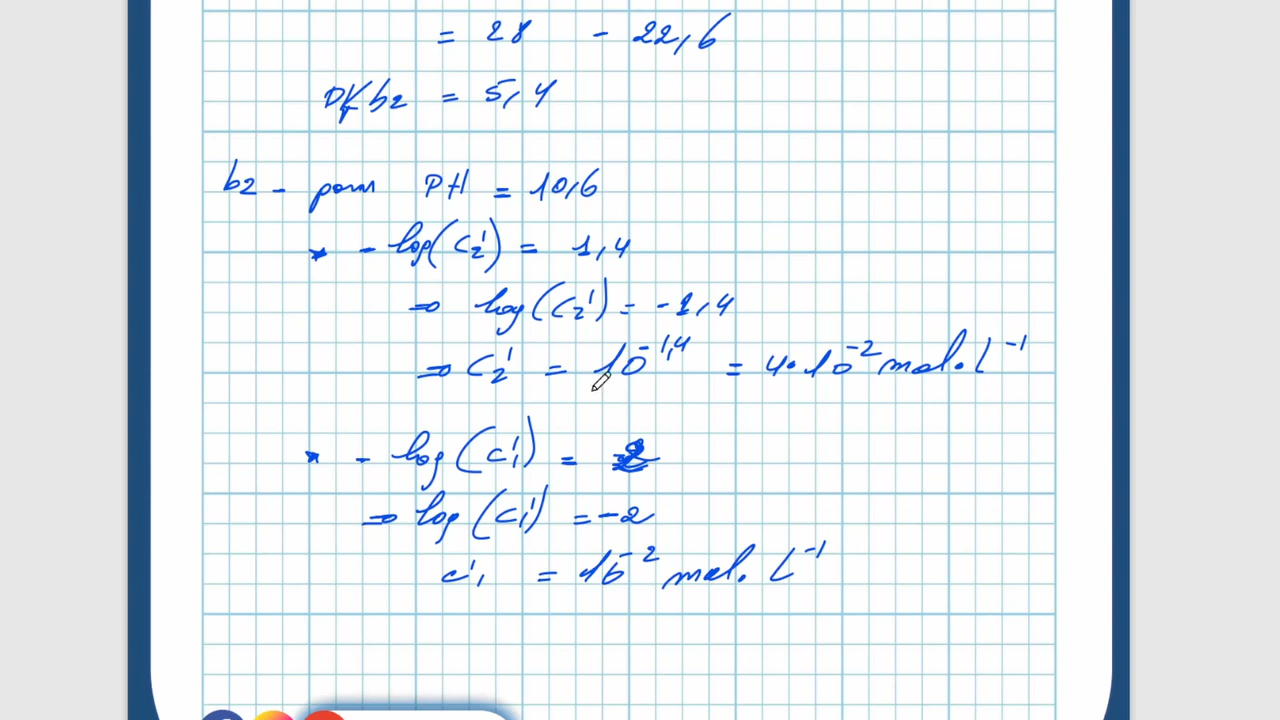 = 28 - 22,6
PKb2 = 5,4
b2 - pour PH = 10,6
* - log(C2') = 1,4
⇒ log(C2') = -1,4
⇒ C2' = 10^-1,4 = 4•10^-2 mol.L^-1
* - log(C1') = 2
⇒ log(C1') = -2
C1' = 10^-2 mol.L^-1